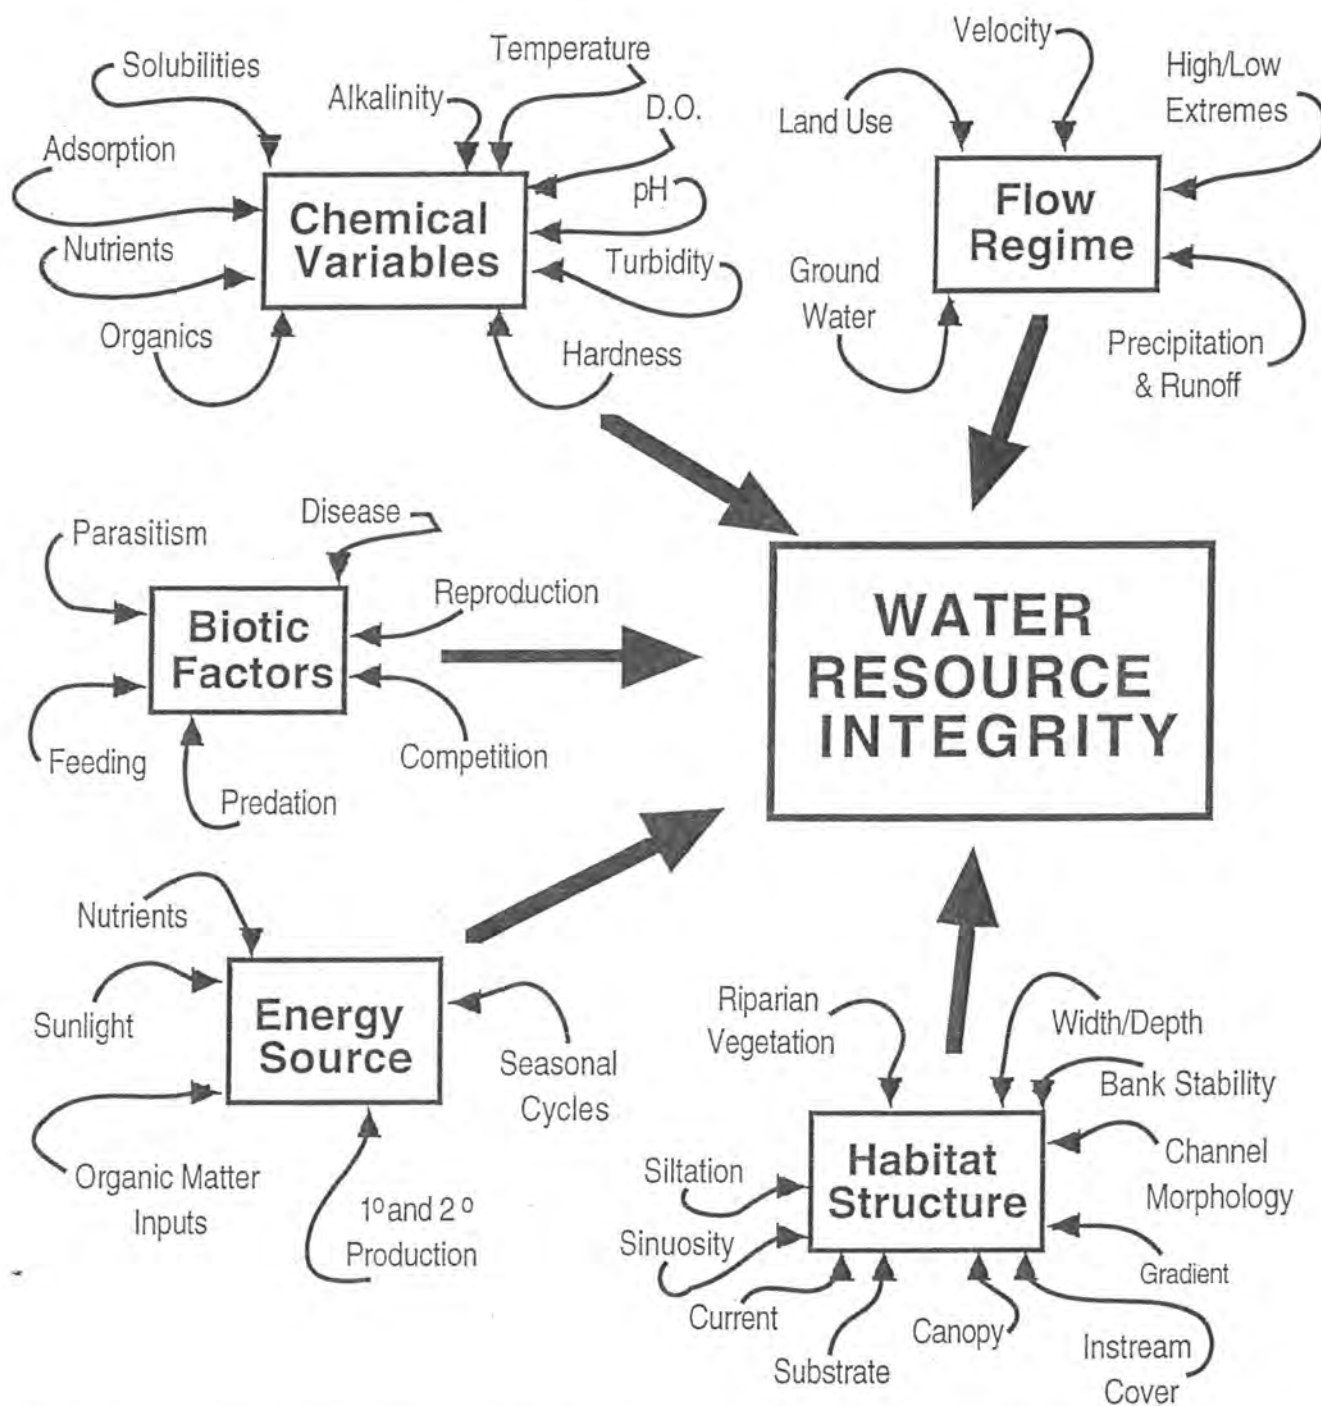 Solubilities
Alkalinity
Temperature
D.O.
Adsorption
pH
Nutrients
Turbidity
Organics
Hardness
Chemical
Variables
Velocity
High/Low
Extremes
Land Use
Flow
Regime
Ground
Water
Precipitation
& Runoff
Parasitism
Disease
Reproduction
Biotic
Factors
Feeding
Predation
Competition
WATER
RESOURCE
INTEGRITY
Nutrients
Sunlight
Energy
Source
Seasonal
Cycles
Organic Matter
Inputs
1º and 2º
Production
Riparian
Vegetation
Width/Depth
Bank Stability
Channel
Morphology
Habitat
Structure
Siltation
Sinuosity
Gradient
Current
Substrate
Canopy
Instream
Cover